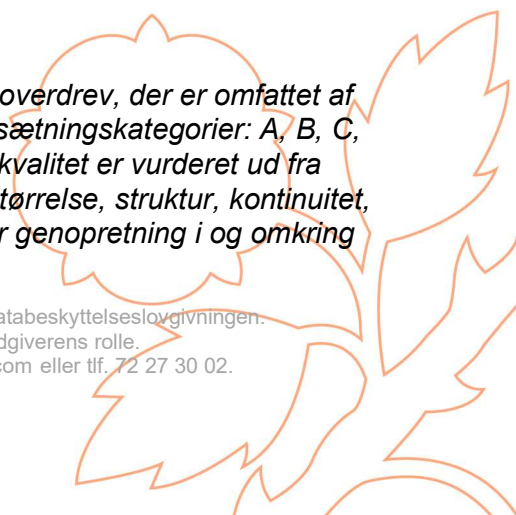 overdrev, der er omfattet af
sætningskategorier: A, B, C,
kvalitet er vurderet ud fra
tørrelse, struktur, kontinuitet,
r genopretning i og omkring
atabeskyttelseslovgivningen.
dgiverens rolle.
com eller tlf. 72 27 30 02.